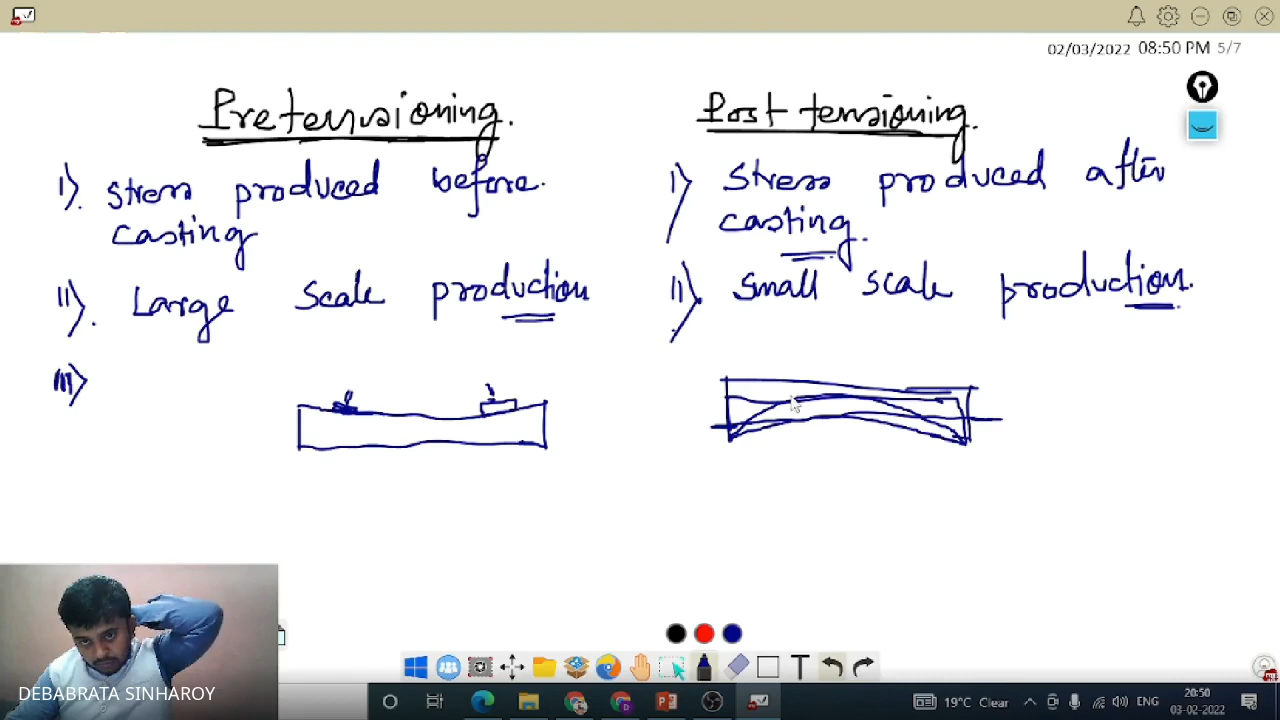 02/03/2022 08:50 PM 5/7
Pretensioning.
Post tensioning.
I). Stress produced before.
casting
I) Stress produced after
casting.
II). Large Scale production
II). Small scale production.
III)
DEBABRATA SINHAROY
T
19°C Clear
ENG
20:50
03-02-2022